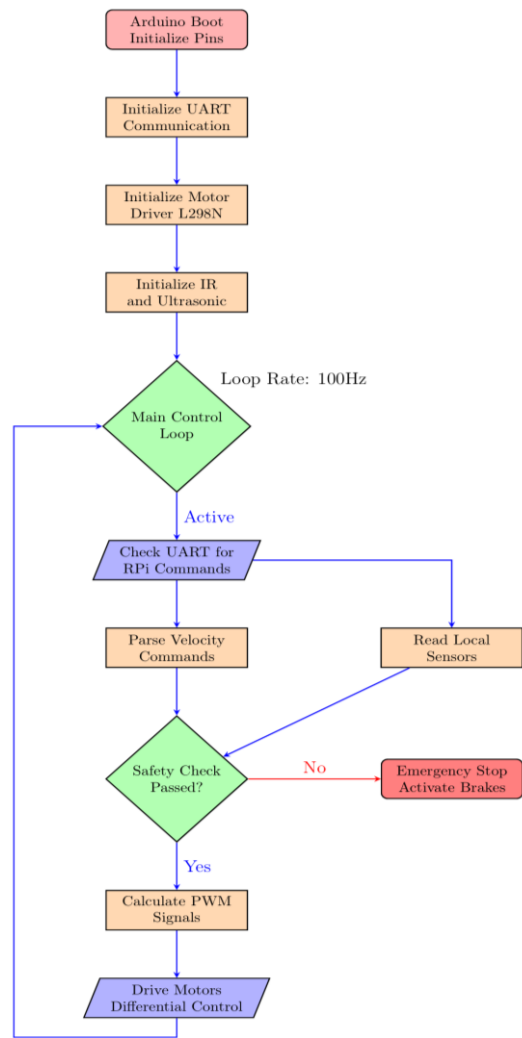 Arduino Boot
Initialize Pins
Initialize UART
Communication
Initialize Motor
Driver L298N
Initialize IR
and Ultrasonic
Loop Rate: 100Hz
Main Control
Loop
Active
Check UART for
RPi Commands
Parse Velocity
Commands
Read Local
Sensors
Safety Check
Passed?
No
Emergency Stop
Activate Brakes
Yes
Calculate PWM
Signals
Drive Motors
Differential Control